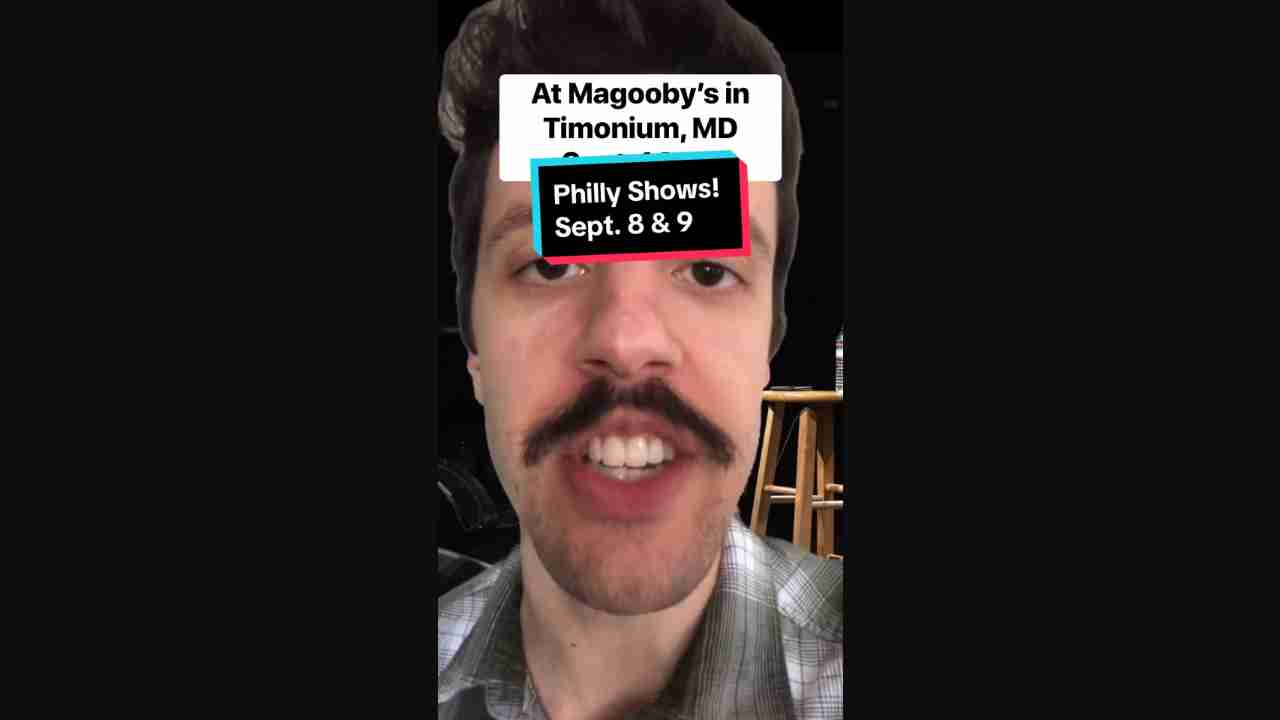 At Magooby’s in
Timonium, MD
Philly Shows!
Sept. 8 & 9